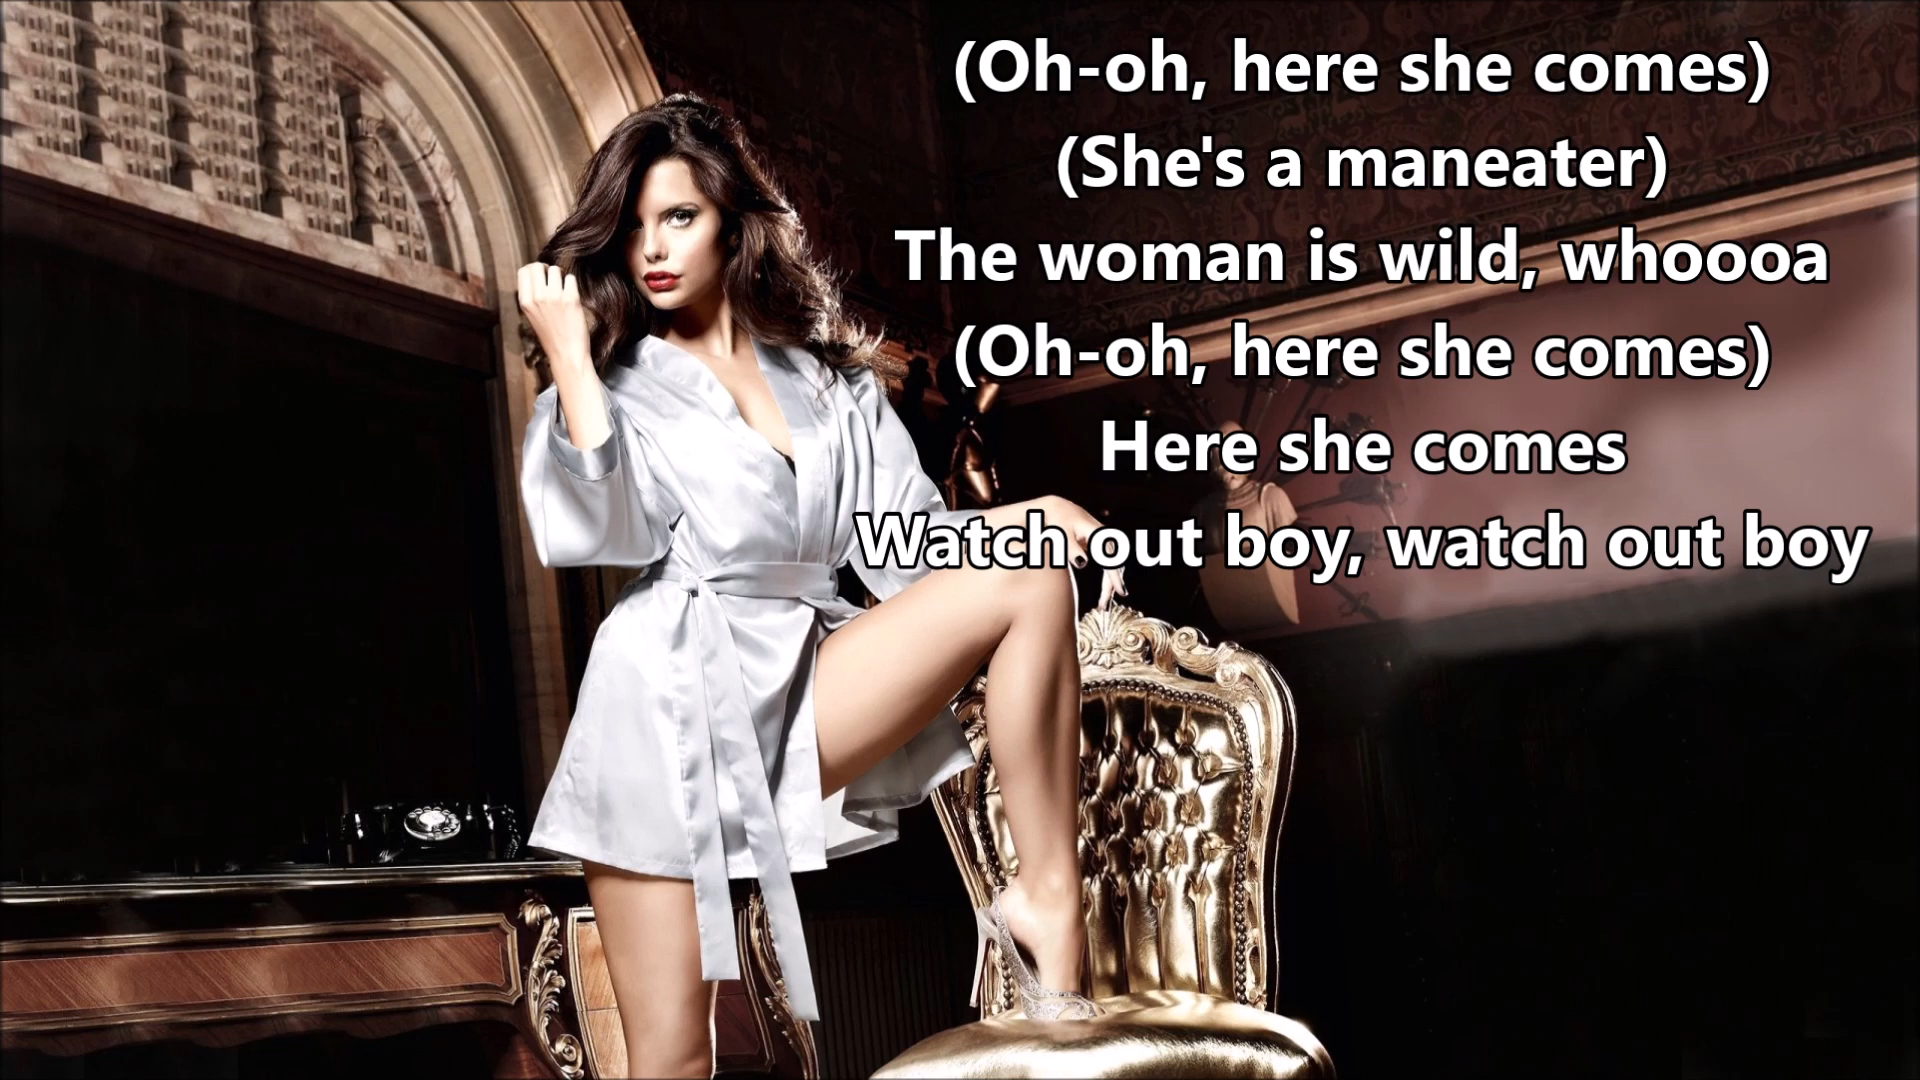 (Oh-oh, here she comes)
(She's a maneater)
The woman is wild, whoooa
(Oh-oh, here she comes)
Here she comes
Watch out boy, watch out boy